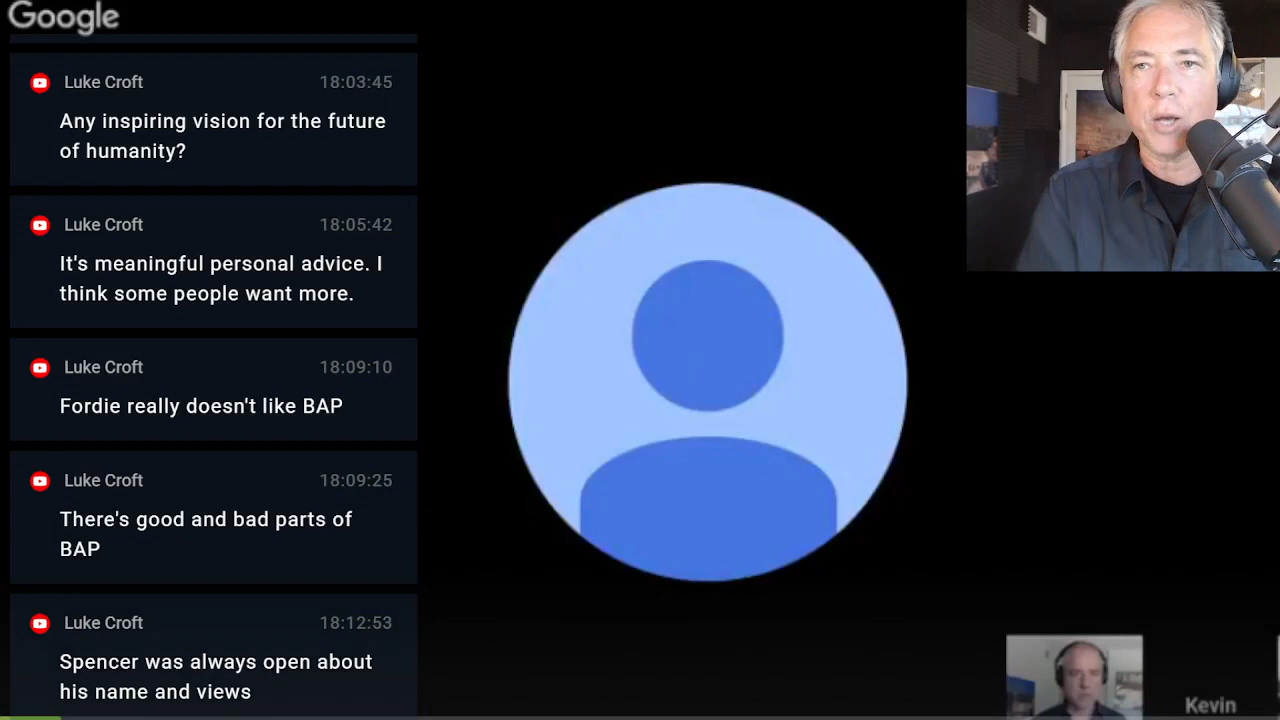 Google
Luke Croft 18:03:45
Any inspiring vision for the future
of humanity?
Luke Croft 18:05:42
It's meaningful personal advice. I
think some people want more.
Luke Croft 18:09:10
Fordie really doesn't like BAP
Luke Croft 18:09:25
There's good and bad parts of
BAP
Luke Croft 18:12:53
Spencer was always open about
his name and views
Kevin